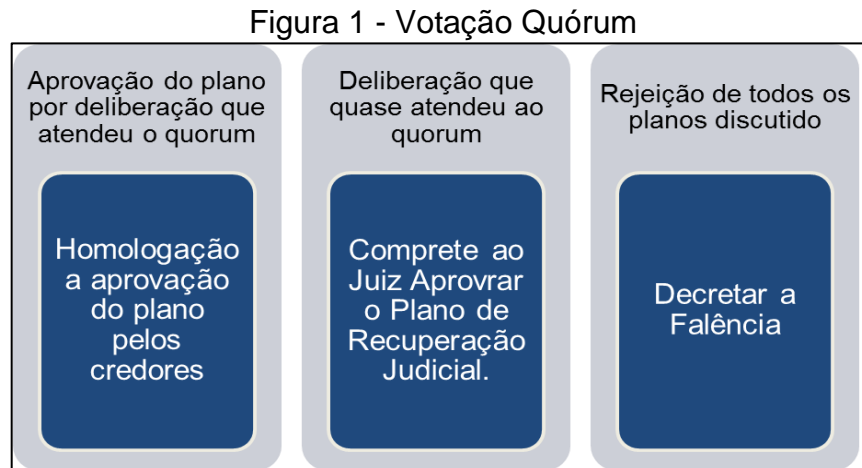 Figura 1 - Votação Quórum
Aprovação do plano
por deliberação que
atendeu o quorum
Homologação
a aprovação
do plano
pelos
credores
Deliberação que
quase atendeu ao
quorum
Comprete ao
Juiz Aprovrar
o Plano de
Recuperação
Judicial.
Rejeição de todos os
planos discutido
Decretar a
Falência